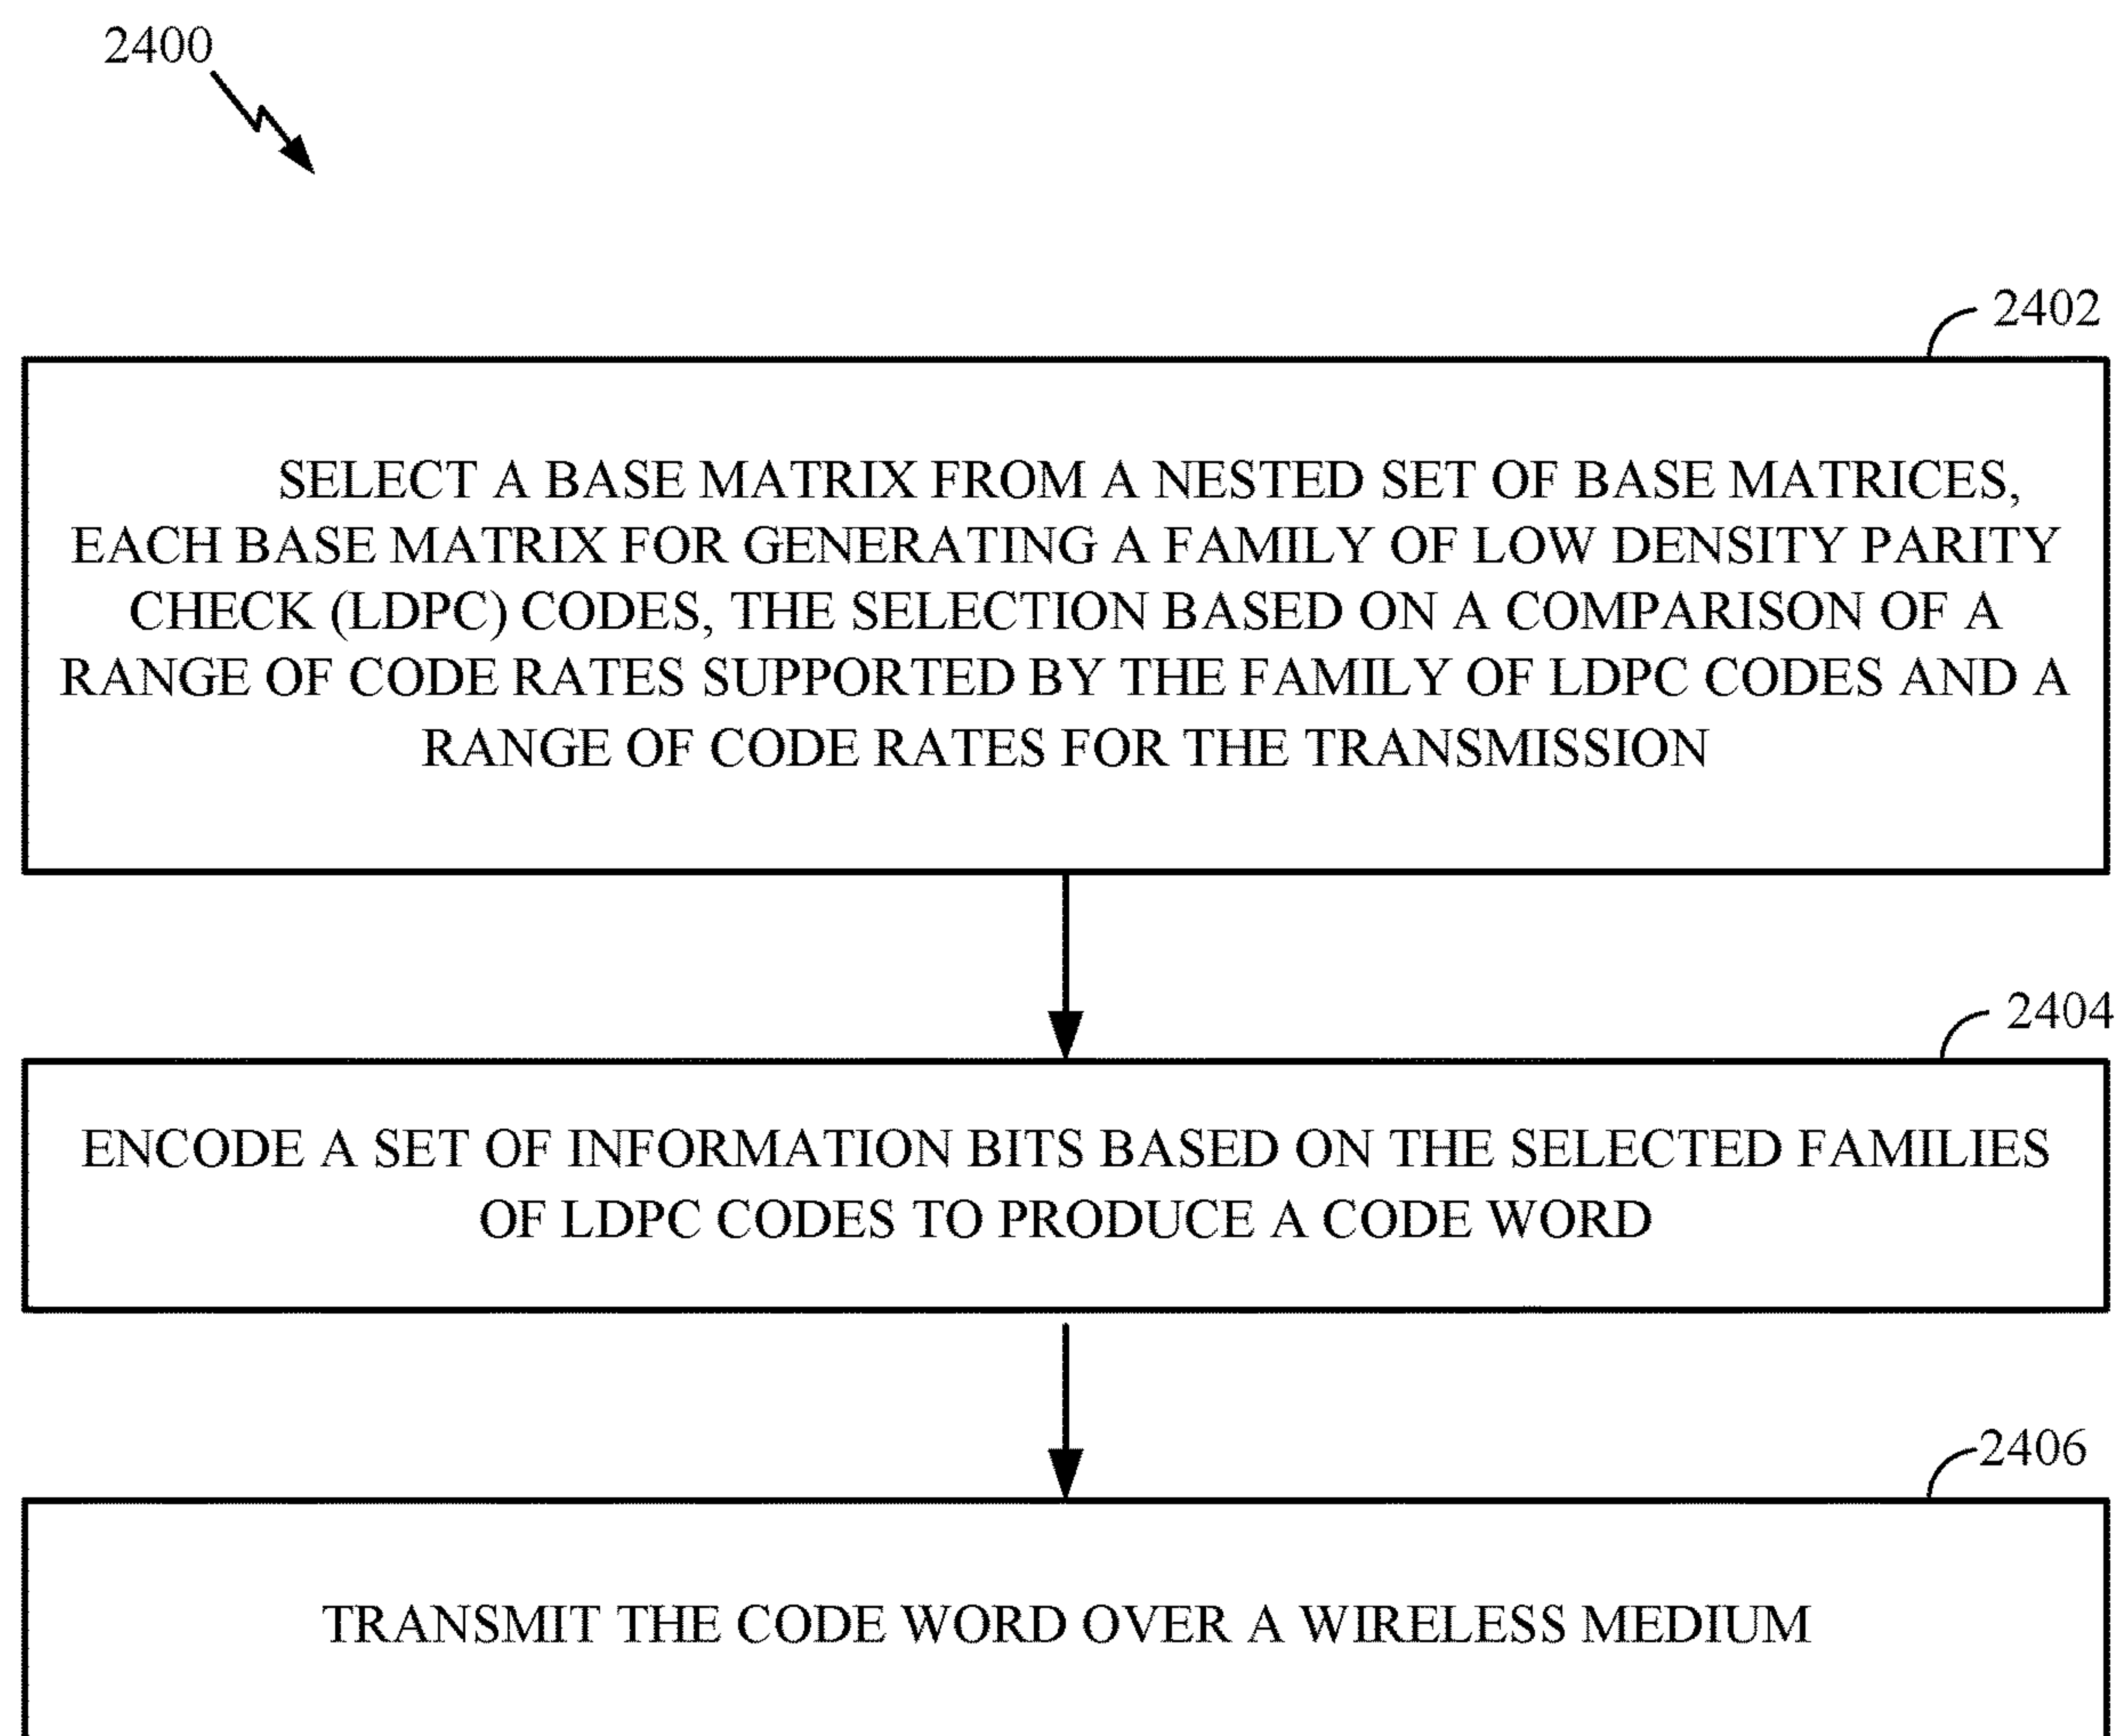 2400
2402
SELECT A BASE MATRIX FROM A NESTED SET OF BASE MATRICES,
EACH BASE MATRIX FOR GENERATING A FAMILY OF LOW DENSITY PARITY
CHECK (LDPC) CODES, THE SELECTION BASED ON A COMPARISON OF A
RANGE OF CODE RATES SUPPORTED BY THE FAMILY OF LDPC CODES AND A
RANGE OF CODE RATES FOR THE TRANSMISSION
2404
ENCODE A SET OF INFORMATION BITS BASED ON THE SELECTED FAMILIES
OF LDPC CODES TO PRODUCE A CODE WORD
2406
TRANSMIT THE CODE WORD OVER A WIRELESS MEDIUM